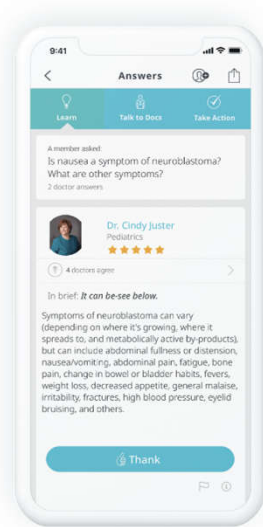 9:41
Answers
Learn
Talk to Docs
Take Action
A member asked:
Is nausea a symptom of neuroblastoma?
What are other symptoms?
2 doctor answers
Dr. Cindy Juster
Pediatrics
4 doctors agree
In brief: It can be-see below.
Symptoms of neuroblastoma can vary
(depending on where it's growing, where it
spreads to, and metabolically active by-products),
but can include abdominal fullness or distension,
nausea/vomiting, abdominal pain, fatigue, bone
pain, change in bowel or bladder habits, fevers,
weight loss, decreased appetite, general malaise,
irritability, fractures, high blood pressure, eyelid
bruising, and others.
Thank